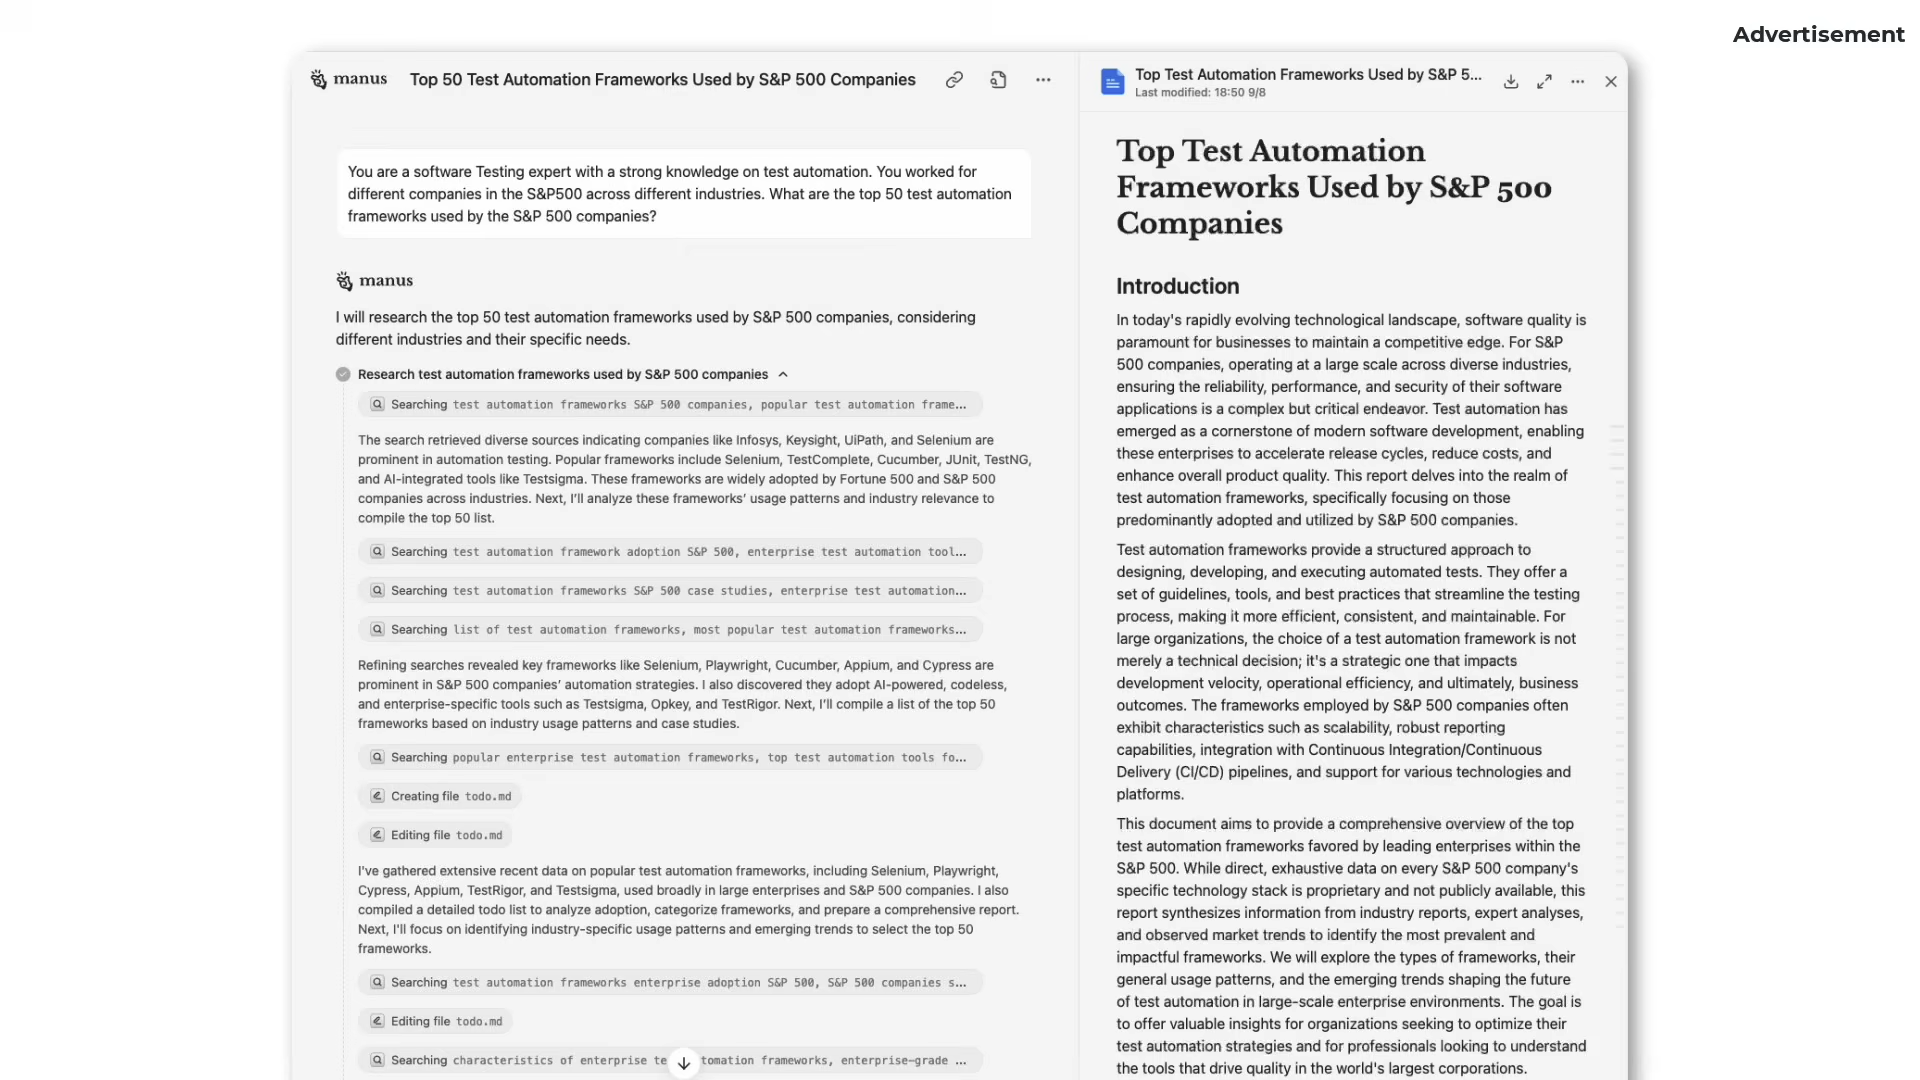 Advertisement
manus
Top 50 Test Automation Frameworks Used by S&P 500 Companies
You are a software Testing expert with a strong knowledge on test automation. You worked for
different companies in the S&P500 across different industries. What are the top 50 test automation
frameworks used by the S&P 500 companies?
manus
I will research the top 50 test automation frameworks used by S&P 500 companies, considering
different industries and their specific needs.
Research test automation frameworks used by S&P 500 companies
Searching test automation frameworks S&P 500 companies, popular test automation frame...
The search retrieved diverse sources indicating companies like Infosys, Keysight, UiPath, and Selenium are
prominent in automation testing. Popular frameworks include Selenium, TestComplete, Cucumber, JUnit, TestNG,
and AI-integrated tools like Testsigma. These frameworks are widely adopted by Fortune 500 and S&P 500
companies across industries. Next, I'll analyze these frameworks' usage patterns and industry relevance to
compile the top 50 list.
Searching test automation framework adoption S&P 500, enterprise test automation tool...
Searching test automation frameworks S&P 500 case studies, enterprise test automation...
Searching list of test automation frameworks, most popular test automation frameworks...
Refining searches revealed key frameworks like Selenium, Playwright, Cucumber, Appium, and Cypress are
prominent in S&P 500 companies' automation strategies. I also discovered they adopt AI-powered, codeless,
and enterprise-specific tools such as Testsigma, Opkey, and TestRigor. Next, I'll compile a list of the top 50
frameworks based on industry usage patterns and case studies.
Searching popular enterprise test automation frameworks, top test automation tools fo...
Creating file todo.md
Editing file todo.md
I've gathered extensive recent data on popular test automation frameworks, including Selenium, Playwright,
Cypress, Appium, TestRigor, and Testsigma, used broadly in large enterprises and S&P 500 companies. I also
compiled a detailed todo list to analyze adoption, categorize frameworks, and prepare a comprehensive report.
Next, I'll focus on identifying industry-specific usage patterns and emerging trends to select the top 50
frameworks.
Searching test automation frameworks enterprise adoption S&P 500, S&P 500 companies s...
Editing file todo.md
Searching characteristics of enterprise te tomation frameworks, enterprise-grade ...
Top Test Automation Frameworks Used by S&P 5...
Last modified: 18:50 9/8
Top Test Automation
Frameworks Used by S&P 500
Companies
Introduction
In today's rapidly evolving technological landscape, software quality is
paramount for businesses to maintain a competitive edge. For S&P
500 companies, operating at a large scale across diverse industries,
ensuring the reliability, performance, and security of their software
applications is a complex but critical endeavor. Test automation has
emerged as a cornerstone of modern software development, enabling
these enterprises to accelerate release cycles, reduce costs, and
enhance overall product quality. This report delves into the realm of
test automation frameworks, specifically focusing on those
predominantly adopted and utilized by S&P 500 companies.
Test automation frameworks provide a structured approach to
designing, developing, and executing automated tests. They offer a
set of guidelines, tools, and best practices that streamline the testing
process, making it more efficient, consistent, and maintainable. For
large organizations, the choice of a test automation framework is not
merely a technical decision; it's a strategic one that impacts
development velocity, operational efficiency, and ultimately, business
outcomes. The frameworks employed by S&P 500 companies often
exhibit characteristics such as scalability, robust reporting
capabilities, integration with Continuous Integration/Continuous
Delivery (CI/CD) pipelines, and support for various technologies and
platforms.
This document aims to provide a comprehensive overview of the top
test automation frameworks favored by leading enterprises within the
S&P 500. While direct, exhaustive data on every S&P 500 company's
specific technology stack is proprietary and not publicly available, this
report synthesizes information from industry reports, expert analyses,
and observed market trends to identify the most prevalent and
impactful frameworks. We will explore the types of frameworks, their
general usage patterns, and the emerging trends shaping the future
of test automation in large-scale enterprise environments. The goal is
to offer valuable insights for organizations seeking to optimize their
test automation strategies and for professionals looking to understand
the tools that drive quality in the world's largest corporations.